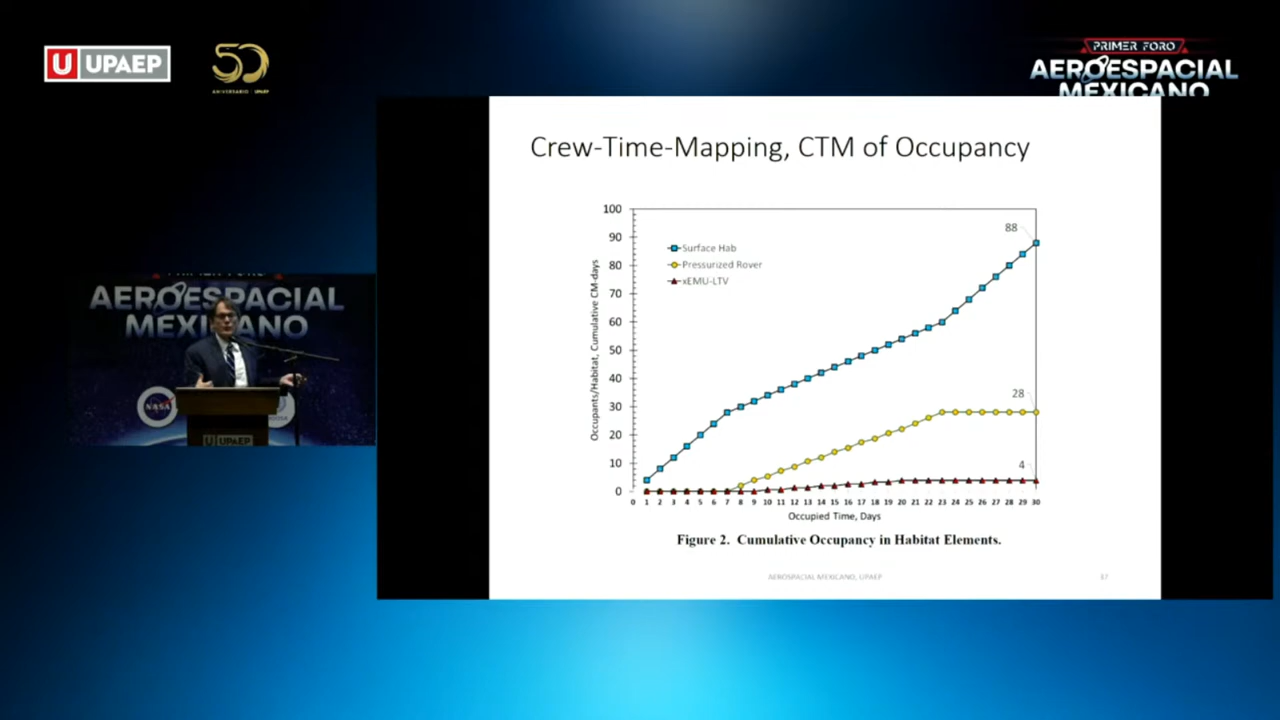 U UPAEP
50
ANIVERSARIO UPAEP
PRIMER FORO
AEROESPACIAL
MEXICANO
Crew-Time-Mapping, CTM of Occupancy
100
90
80
70
60
50
40
30
20
10
0
Occupants/Habitat, Cumulative CM-days
Surface Hab
Pressurized Rover
xEMU-LTV
88
28
4
0 1 2 3 4 5 6 7 8 9 10 11 12 13 14 15 16 17 18 19 20 21 22 23 24 25 26 27 28 29 30
Occupied Time, Days
Figure 2. Cumulative Occupancy in Habitat Elements.
AEROSPACIAL MEXICANO, UPAEP
37
AEROESPACIAL
MEXICANO
NASA
U UPAEP